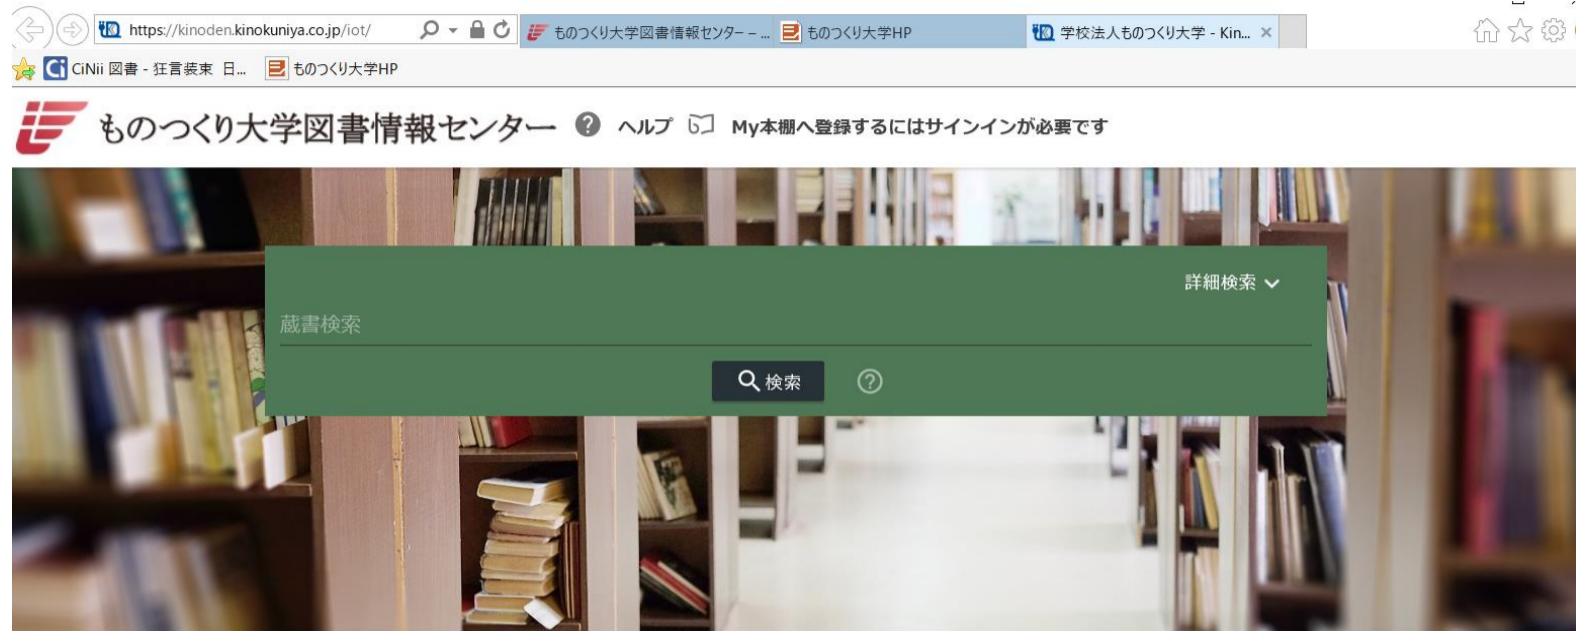 https://kinoden.kinokuniya.co.jp/iot/
ものつくり大学図書情報センター – ...
ものつくり大学HP
学校法人ものつくり大学 - Kin...
CiNii 図書 - 狂言装束 日...
ものつくり大学HP
ものつくり大学図書情報センター
ヘルプ
My本棚へ登録するにはサインインが必要です
詳細検索
蔵書検索
検索